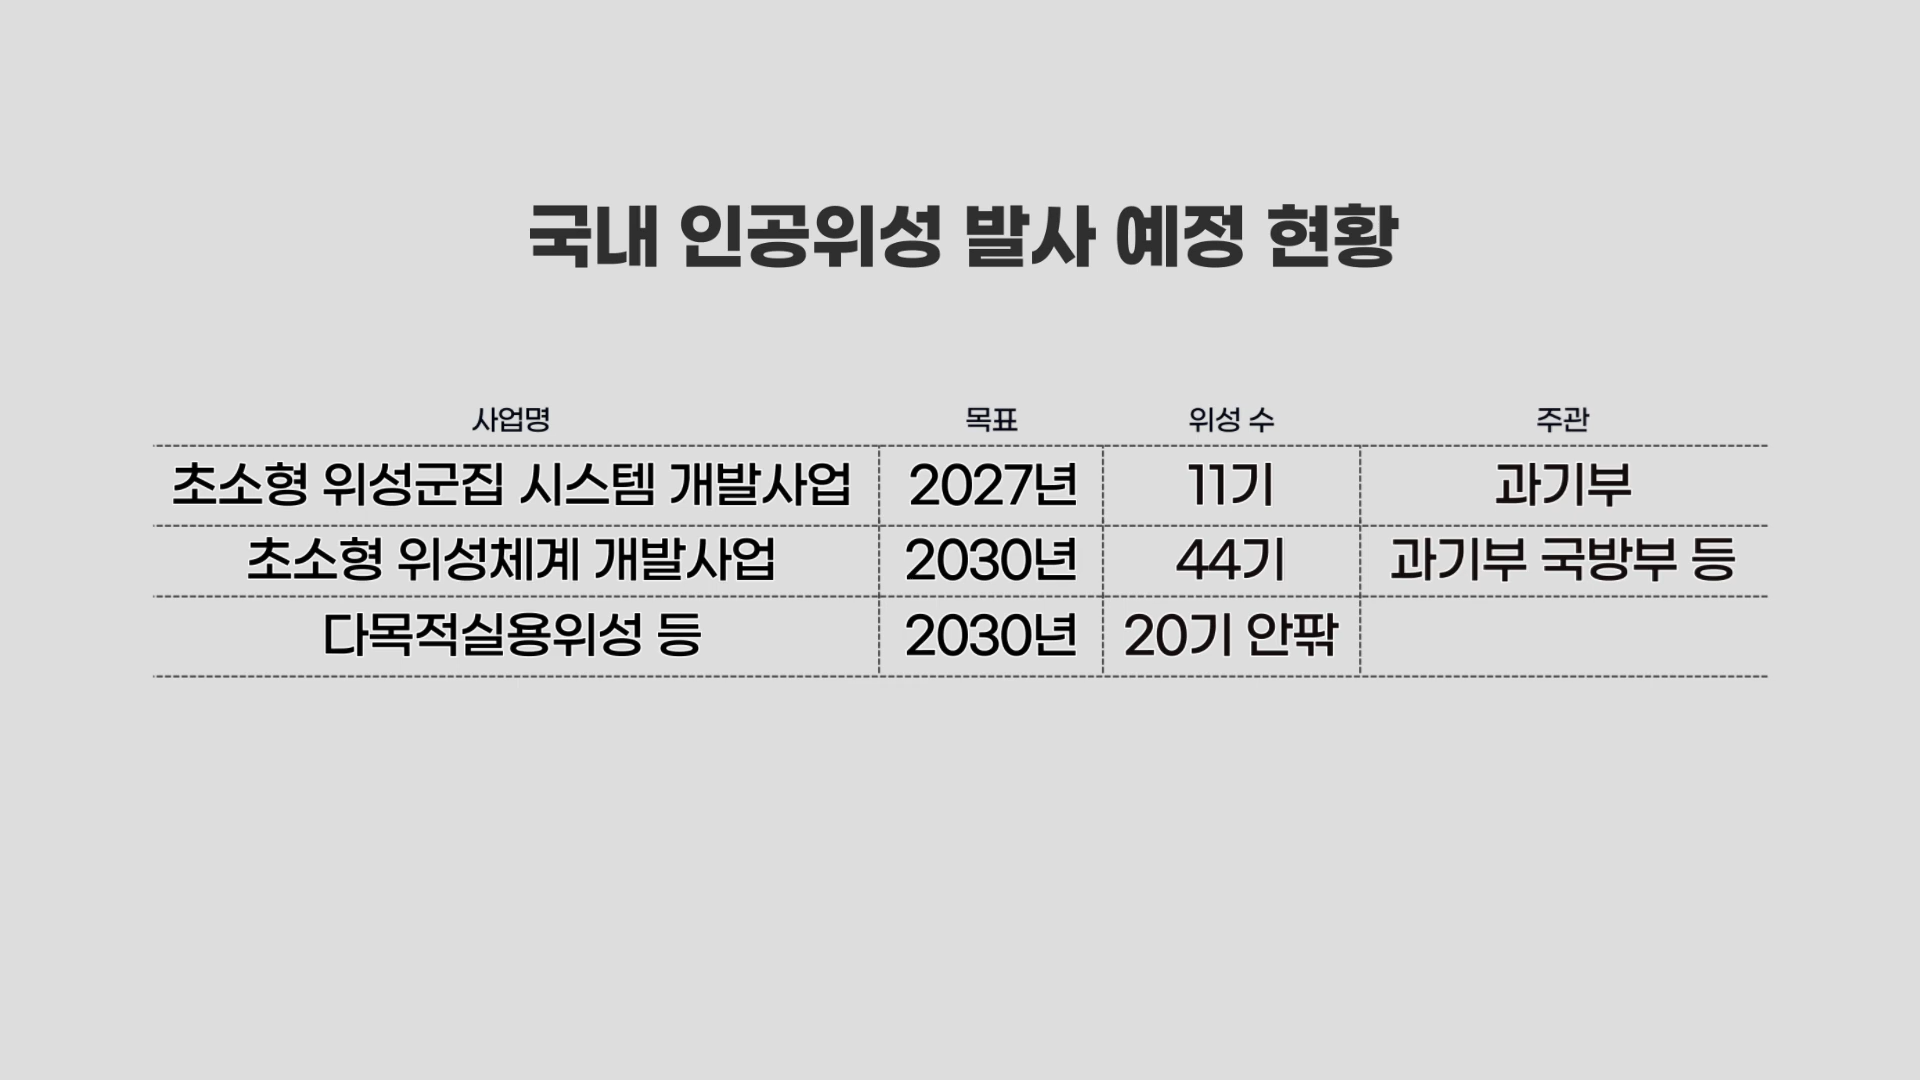 국내 인공위성 발사 예정 현황
사업명 목표 위성 수 주관
초소형 위성군집 시스템 개발사업 2027년 11기 과기부
초소형 위성체계 개발사업 2030년 44기 과기부 국방부 등
다목적실용위성 등 2030년 20기 안팎